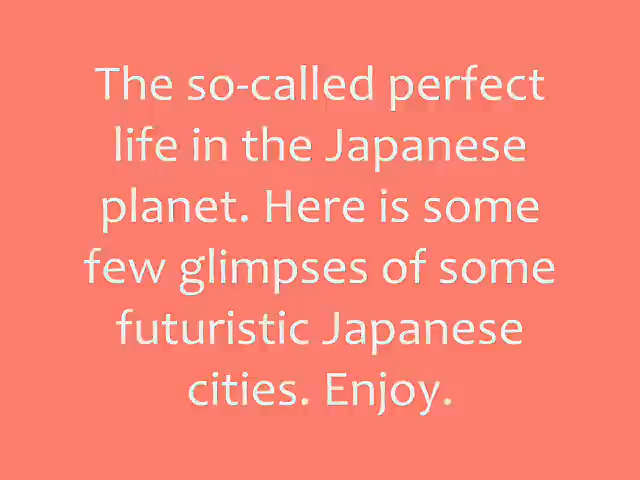 The so-called perfect
life in the Japanese
planet. Here is some
few glimpses of some
futuristic Japanese
cities. Enjoy.